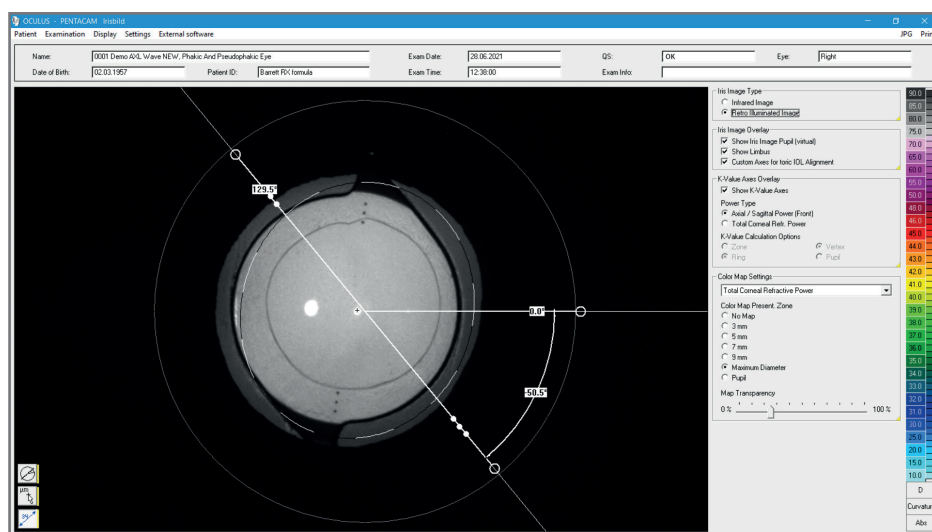 OCULUS - PENTACAM Irisbild
Patient Examination Display Settings External software JPG Prin
Name: 0001 Demo AXL Wave NEW, Phakic And Pseudophakic Eye Exam Date: 28.06.2021 QS: OK Eye: Right
Date of Birth: 02.03.1957 Patient ID: Barrett RX formula Exam Time: 12:38:00 Exam Info:
Iris Image Type
Infrared Image
Retro Illuminated Image
Iris Image Overlay
Show Iris Image Pupil (virtual)
Show Limbus
Custom Axes for toric IOL Alignment
K-Value Axes Overlay
Show K-Value Axes
Power Type
Axial / Sagittal Power (Front)
Total Corneal Refr. Power
K-Value Calculation Options
Zone Vertex
Ring Pupil
Color Map Settings
Total Corneal Refractive Power
Color Map Present. Zone
No Map
3 mm
5 mm
7 mm
9 mm
Maximum Diameter
Pupil
Map Transparency
0 % 100 %
129.5°
0.0°
-50.5°
90.0
85.0
80.0
75.0
70.0
65.0
60.0
55.0
50.0
48.0
46.0
45.0
44.0
43.0
42.0
41.0
40.0
39.0
38.0
37.0
36.0
35.0
34.0
33.0
32.0
31.0
30.0
25.0
20.0
15.0
10.0
D
Curvatur
Abs
µm